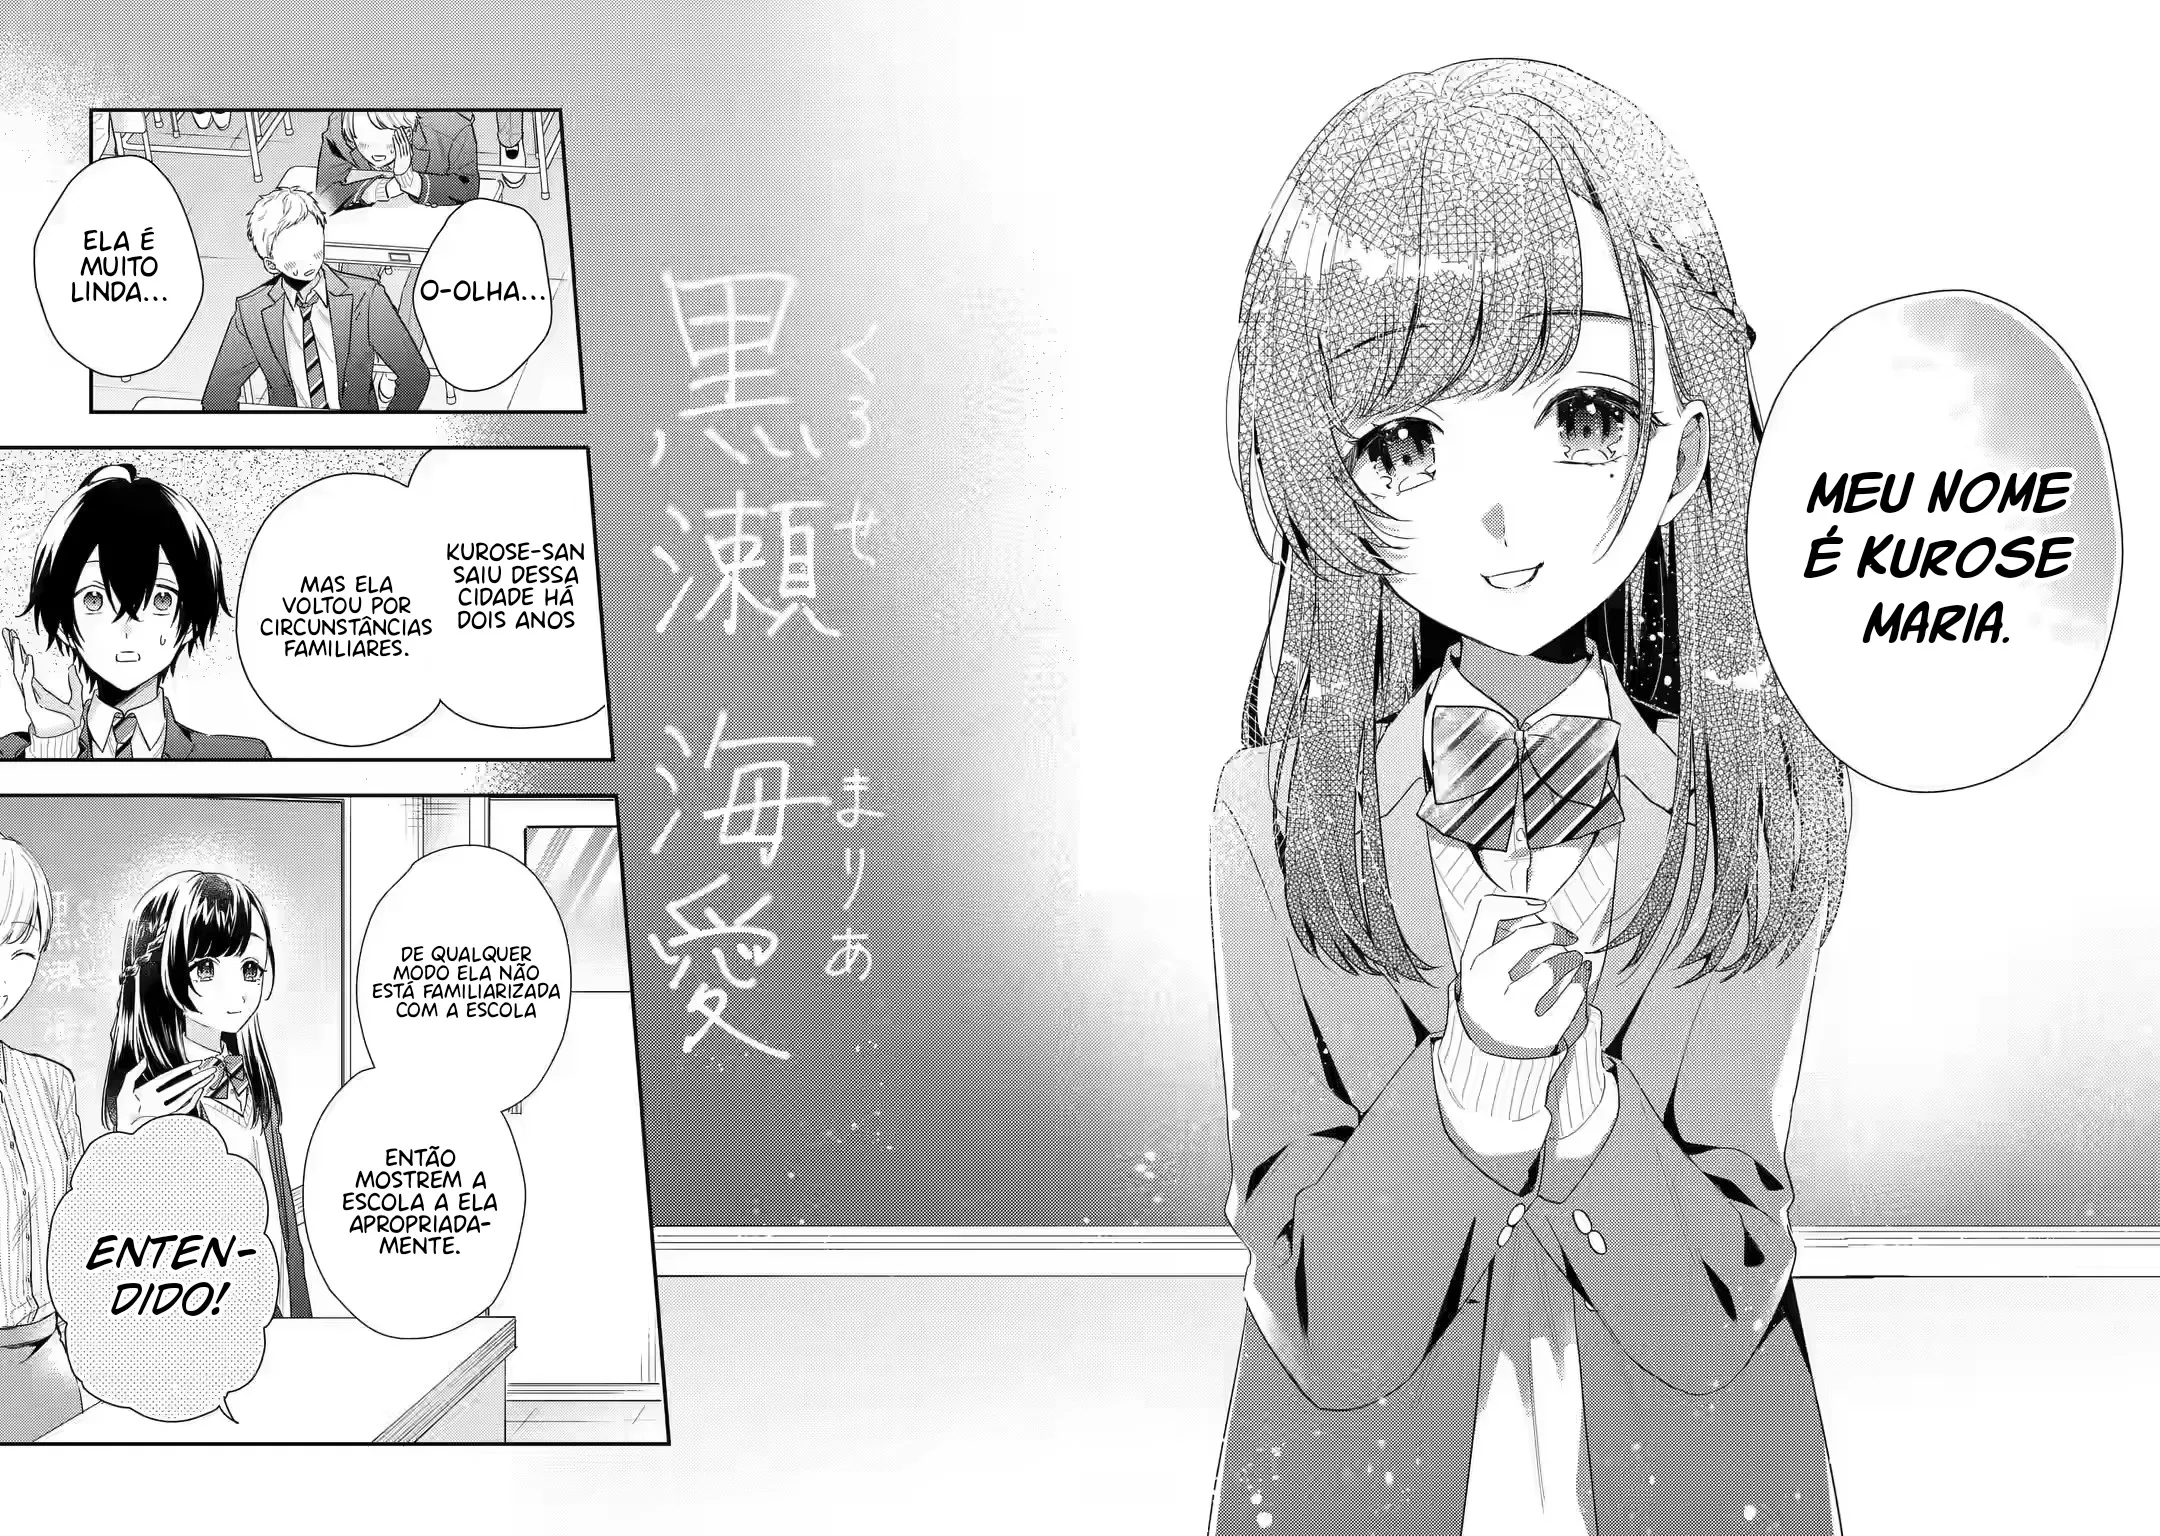 MEU NOME
É KUROSE
MARIA.
黒瀬 海愛
くろせ まりあ
O-OLHA...
ELA É
MUITO
LINDA...
KUROSE-SAN
SAIU DESSA
CIDADE HÁ
DOIS ANOS
MAS ELA
VOLTOU POR
CIRCUNSTÂNCIAS
FAMILIARES.
DE QUALQUER
MODO ELA NÃO
ESTÁ FAMILIARIZADA
COM A ESCOLA
ENTÃO
MOSTREM A
ESCOLA A ELA
APROPRIADA-
MENTE.
ENTEN-
DIDO!